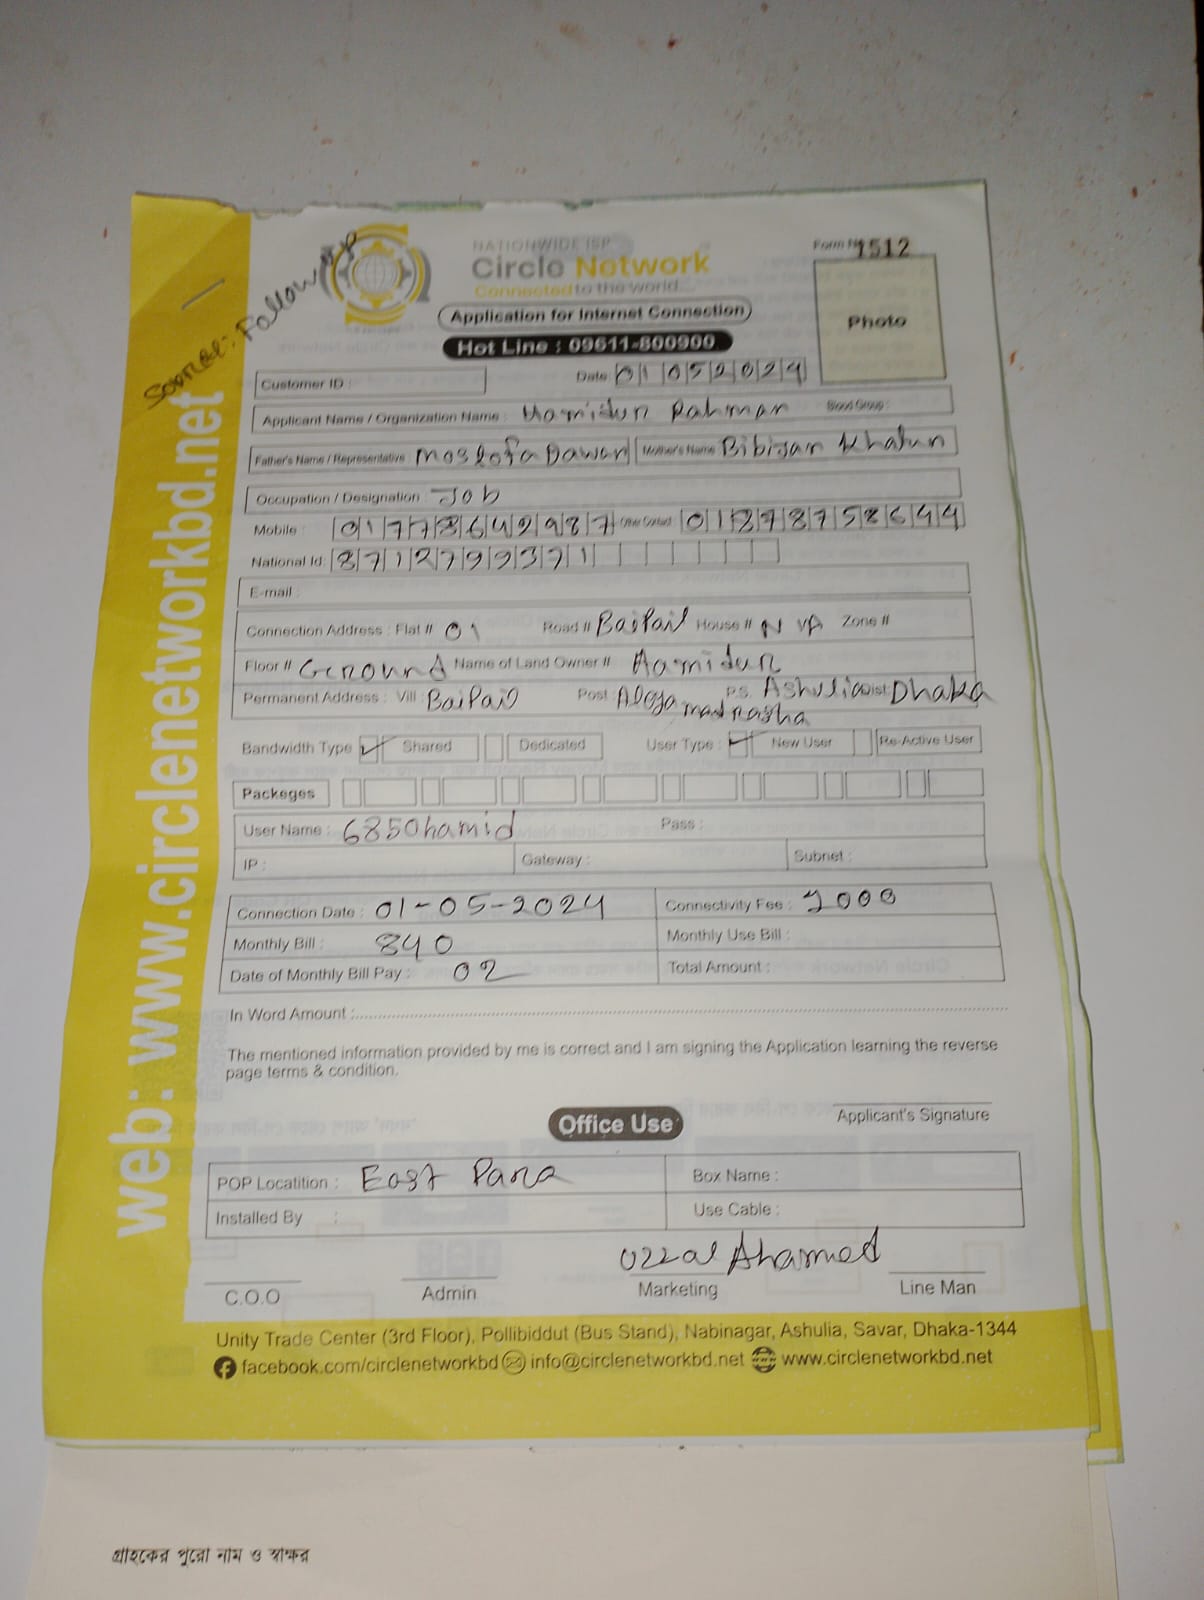 Source: Follow up
NATIONWIDE ISP
Circle Network
Connected to the world...
Form No 1512
Application for Internet Connection
Hot Line : 09611-800900
Photo
Customer ID :
Date 01052024
Applicant Name / Organization Name : Hamidur Rahman Blood Group :
Father's Name / Representative Mother's Name Bibijan Khatun
Occupation / Designation Job
Mobile : 01778642987 Other Contact 01878758644
National Id: 8712799371
E-mail :
Connection Address : Flat # 01 Road # Baipail House # N/A Zone #
Floor # Ground Name of Land Owner # Hamidur
Permanent Address : Vill : Baipail Post : madrasha P.S. Ashulia Dist Dhaka
Bandwidth Type ✓ Shared Dedicated User Type : ✓ New User Re-Active User
Packeges
User Name : 6850hamid Pass :
IP : Gateway : Subnet :
Connection Date : 01-05-2024 Connectivity Fee : 2000
Monthly Bill : 840 Monthly Use Bill :
Date of Monthly Bill Pay : 02 Total Amount :
In Word Amount :
The mentioned information provided by me is correct and I am signing the Application learning the reverse
page terms & condition.
Applicant's Signature
Office Use
POP Locatition : East Para Box Name :
Installed By : Use Cable :
Uzzal Ahamed
C.O.O Admin Marketing Line Man
Unity Trade Center (3rd Floor), Pollibiddut (Bus Stand), Nabinagar, Ashulia, Savar, Dhaka-1344
facebook.com/circlenetworkbd info@circlenetworkbd.net www.circlenetworkbd.net
web: www.circlenetworkbd.net
গ্রাহকের পুরো নাম ও স্বাক্ষর